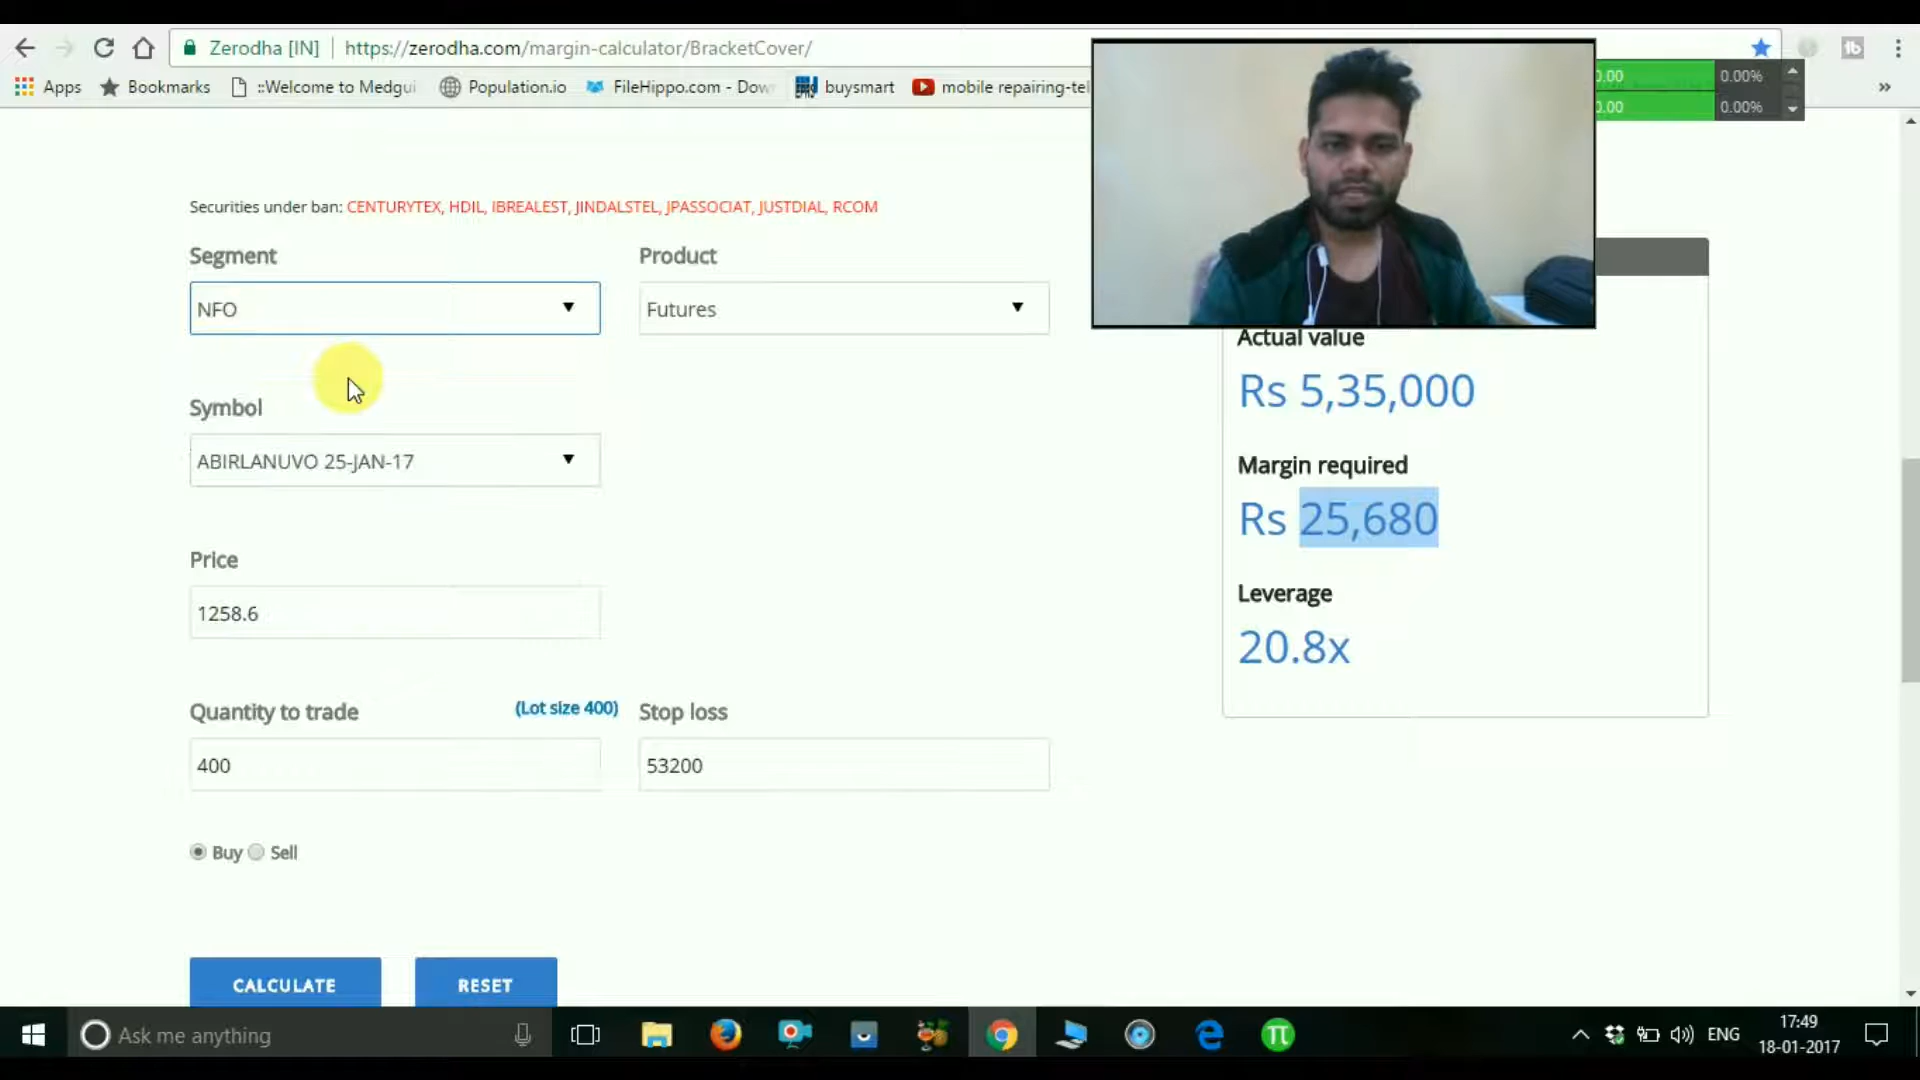 Zerodha [IN] https://zerodha.com/margin-calculator/BracketCover/
Apps Bookmarks ::Welcome to Medgui Population.io FileHippo.com - Dow buysmart mobile repairing-tel »
0.00 0.00%
0.00 0.00%
Securities under ban: CENTURYTEX, HDIL, IBREALEST, JINDALSTEL, JPASSOCIAT, JUSTDIAL, RCOM
Segment
NFO
Product
Futures
Symbol
ABIRLANUVO 25-JAN-17
Price
1258.6
Quantity to trade (Lot size 400)
400
Stop loss
53200
Buy Sell
CALCULATE RESET
Actual value
Rs 5,35,000
Margin required
Rs 25,680
Leverage
20.8x
Ask me anything
ENG
17:49
18-01-2017